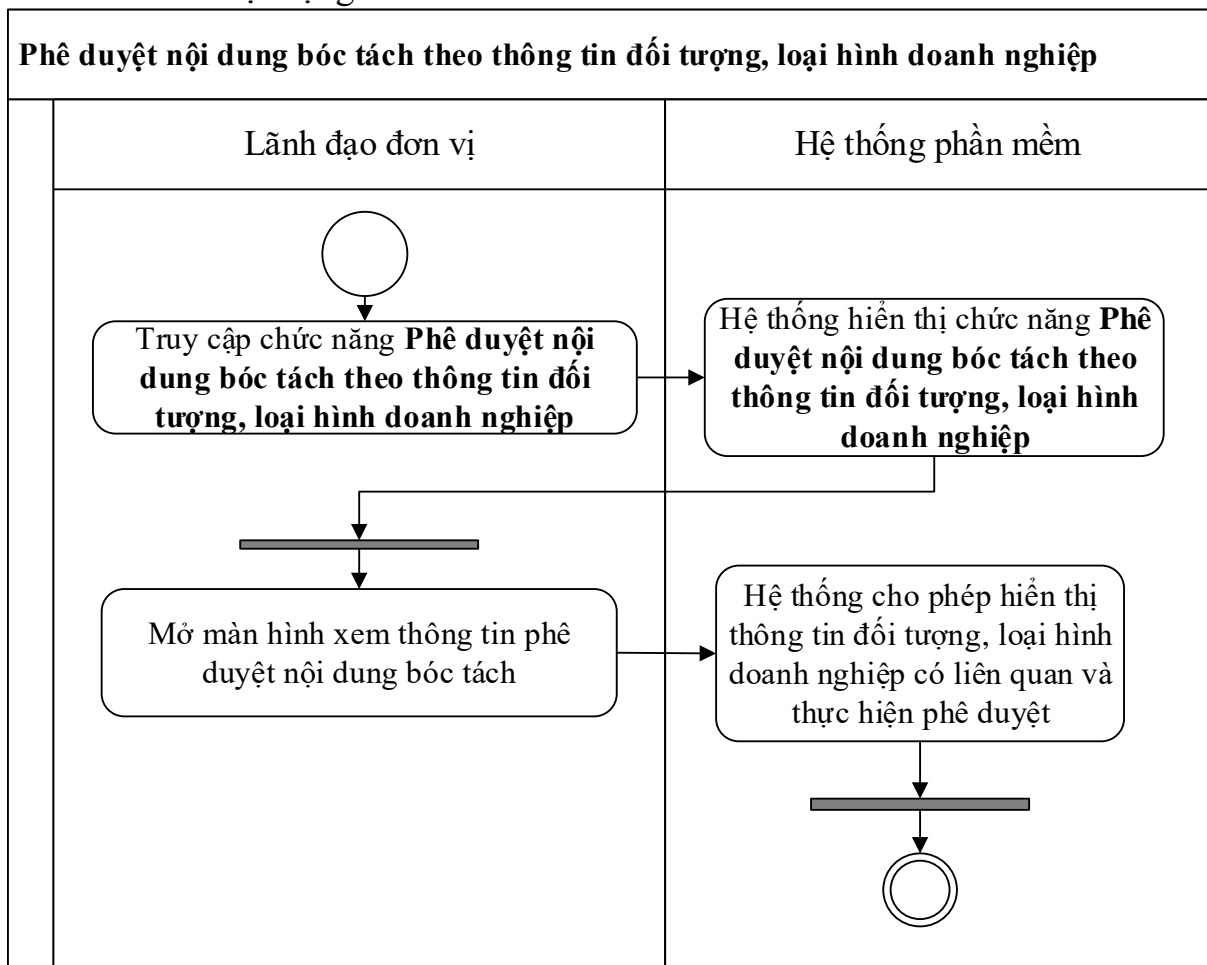 Phê duyệt nội dung bóc tách theo thông tin đối tượng, loại hình doanh nghiệp
Lãnh đạo đơn vị
Hệ thống phần mềm
Truy cập chức năng Phê duyệt nội
dung bóc tách theo thông tin đối
tượng, loại hình doanh nghiệp
Hệ thống hiển thị chức năng Phê
duyệt nội dung bóc tách theo
thông tin đối tượng, loại hình
doanh nghiệp
Mở màn hình xem thông tin phê
duyệt nội dung bóc tách
Hệ thống cho phép hiển thị
thông tin đối tượng, loại hình
doanh nghiệp có liên quan và
thực hiện phê duyệt